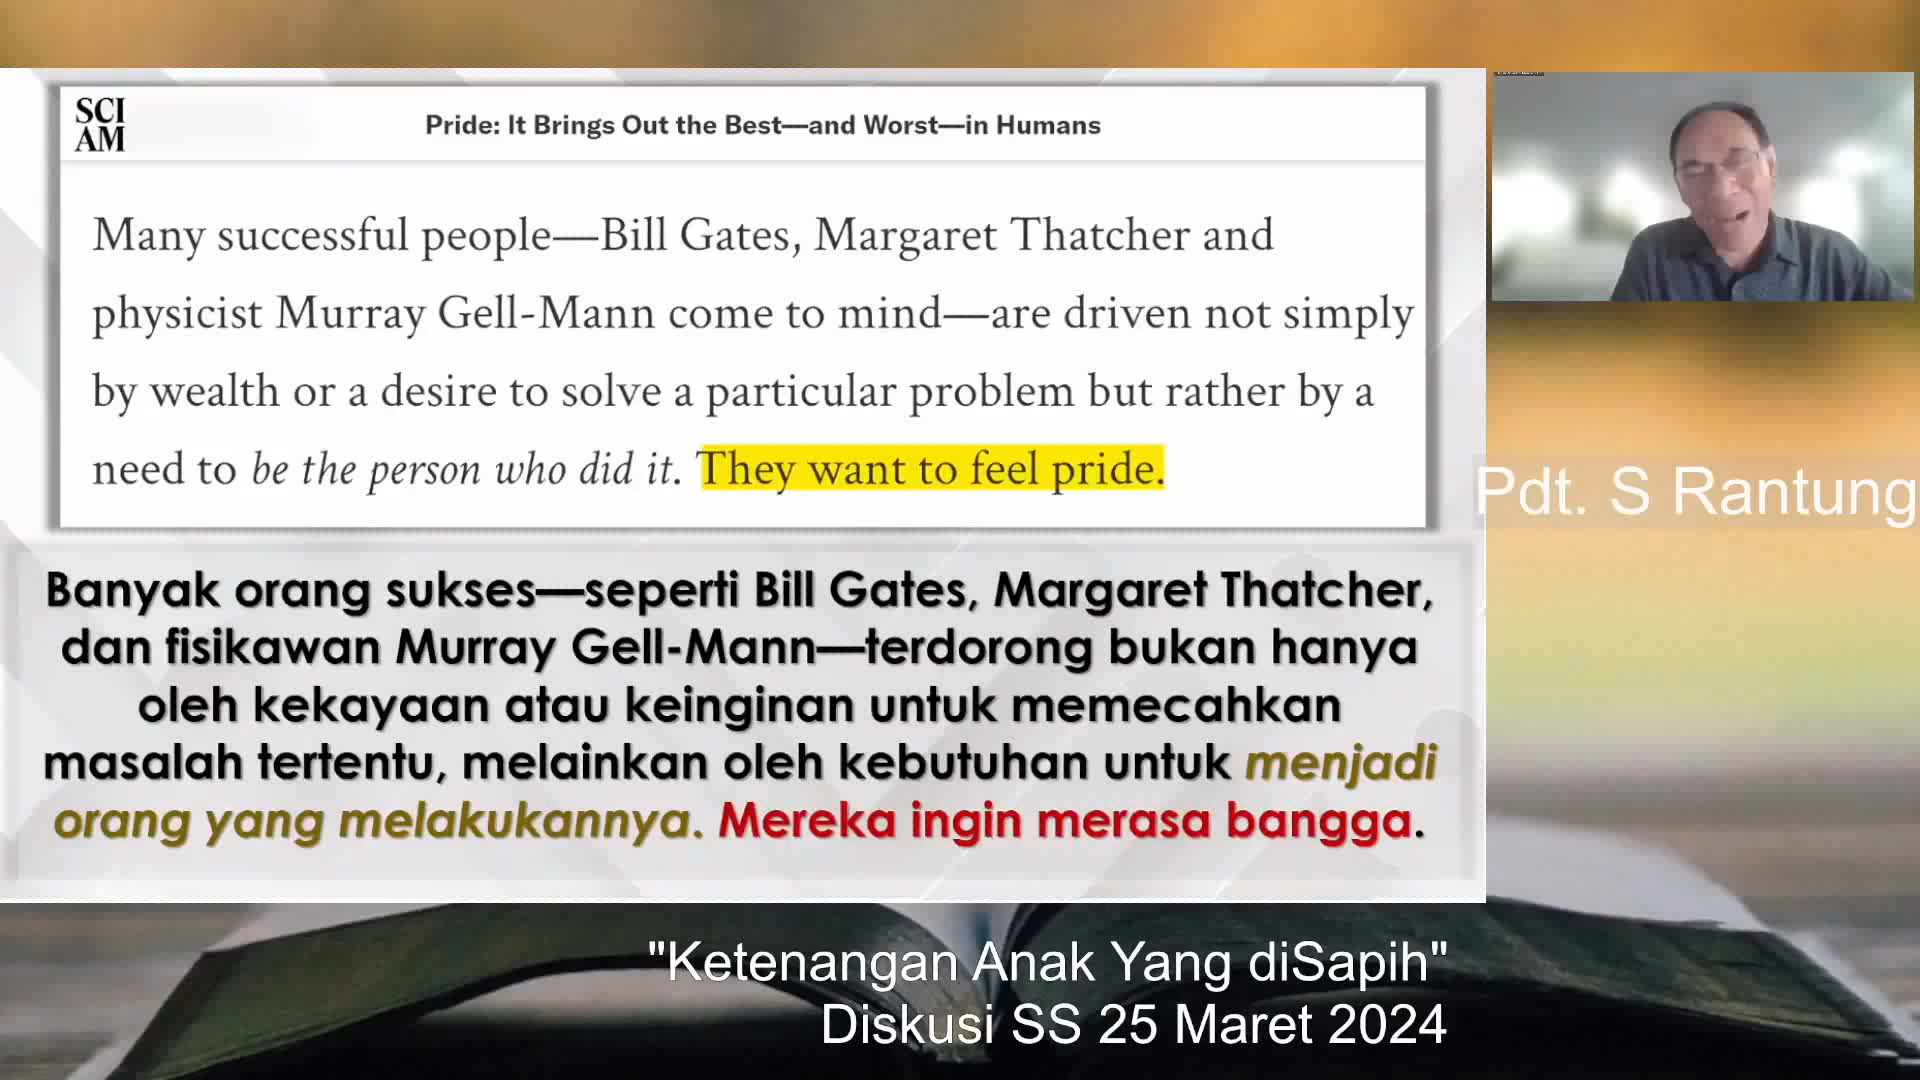 SCI
AM
Pride: It Brings Out the Best—and Worst—in Humans
Many successful people—Bill Gates, Margaret Thatcher and
physicist Murray Gell-Mann come to mind—are driven not simply
by wealth or a desire to solve a particular problem but rather by a
need to be the person who did it. They want to feel pride.
Banyak orang sukses—seperti Bill Gates, Margaret Thatcher,
dan fisikawan Murray Gell-Mann—terdorong bukan hanya
oleh kekayaan atau keinginan untuk memecahkan
masalah tertentu, melainkan oleh kebutuhan untuk menjadi
orang yang melakukannya. Mereka ingin merasa bangga.
Pdt. S Rantung
"Ketenangan Anak Yang diSapih"
Diskusi SS 25 Maret 2024